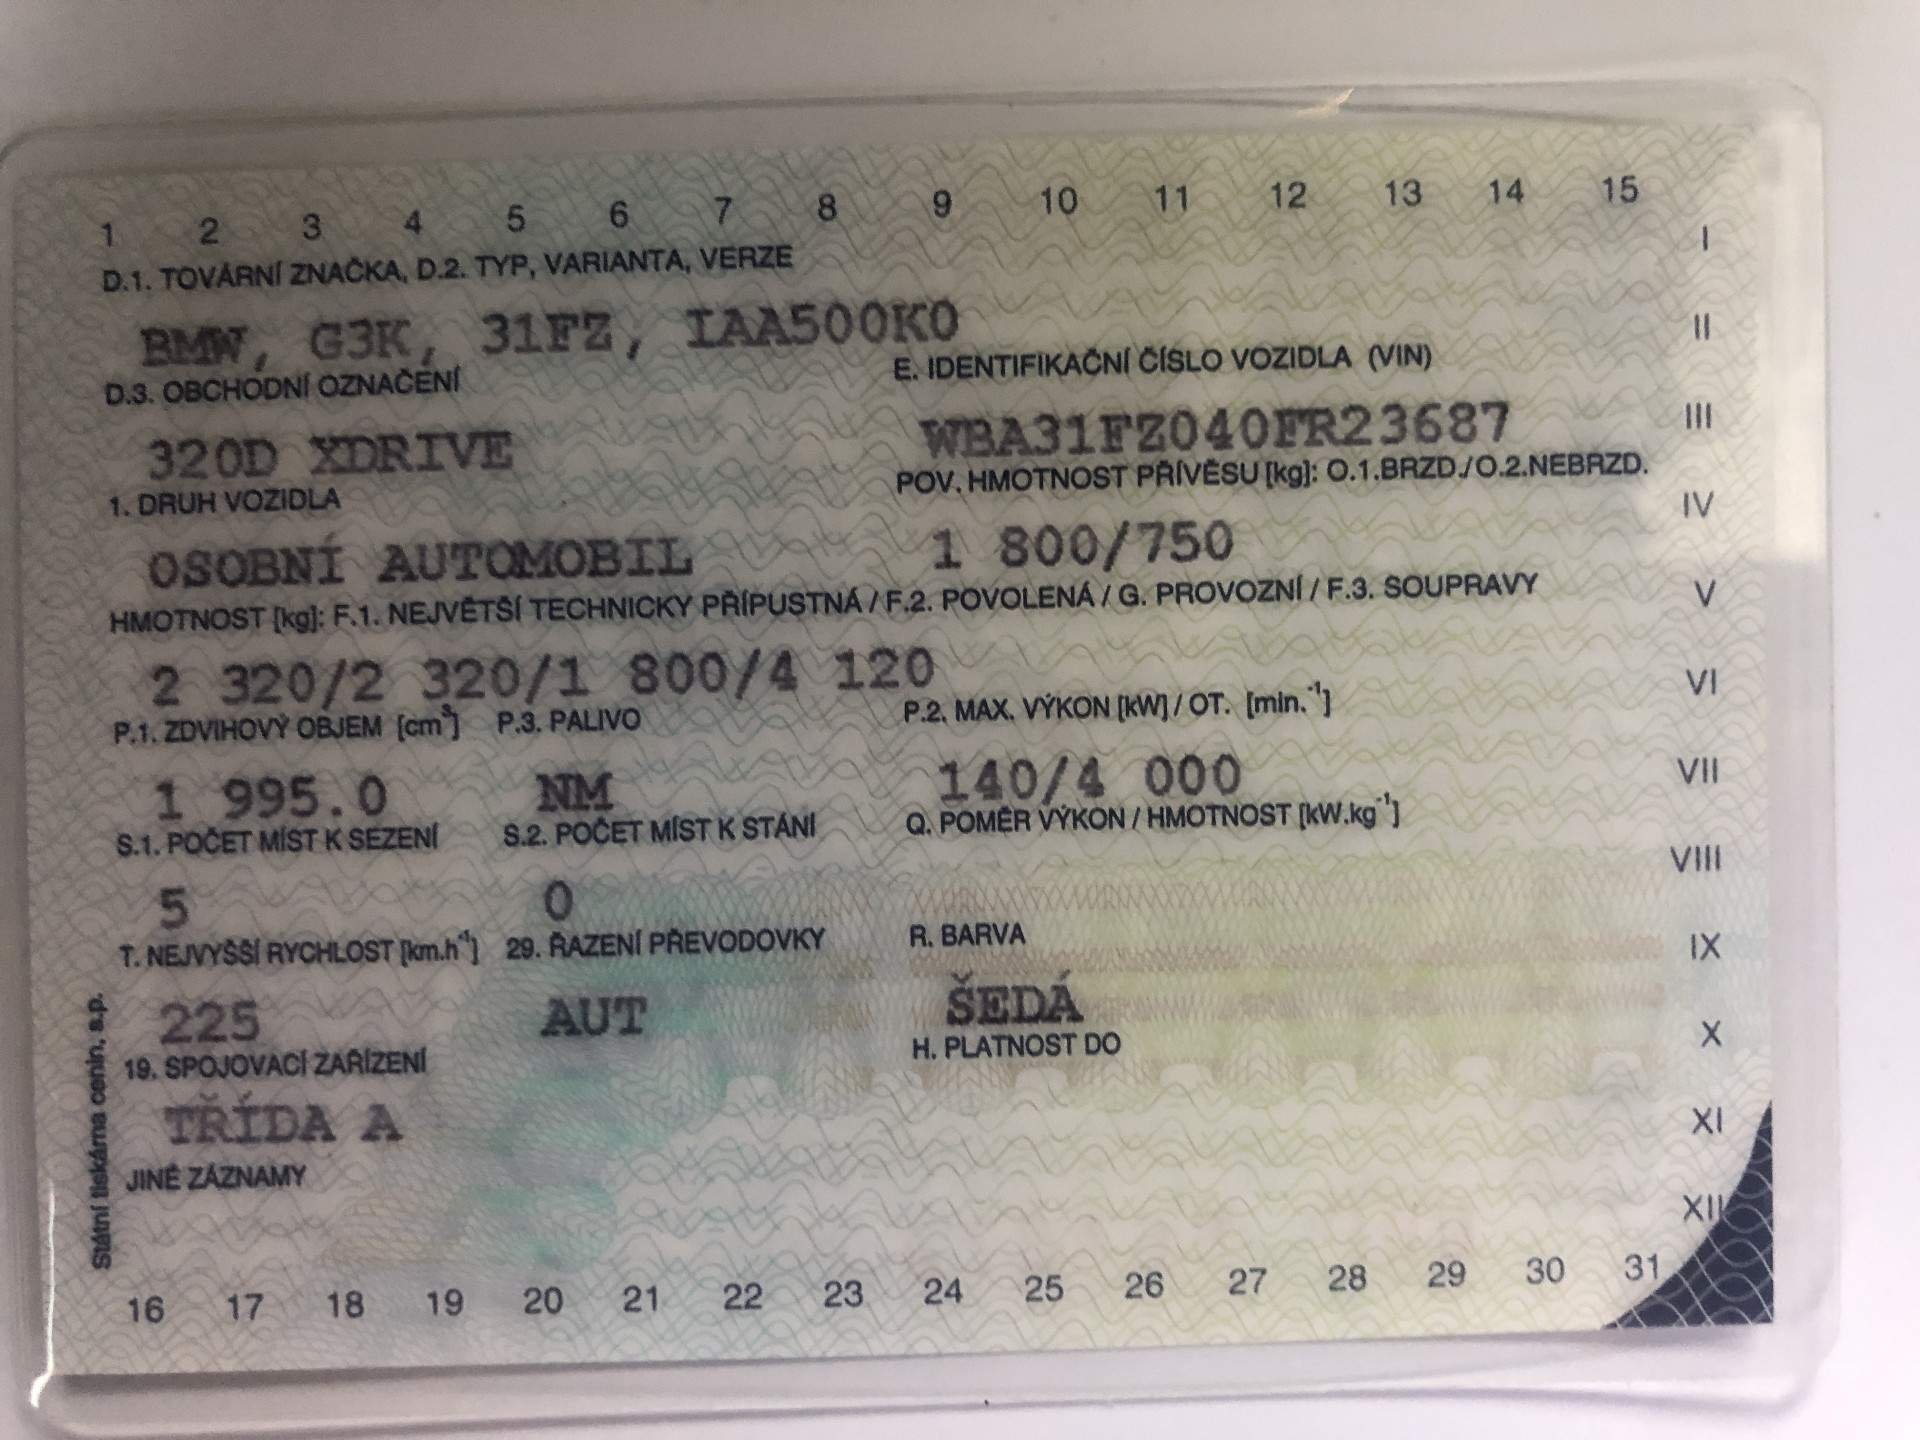 1 2 3 4 5 6 7 8 9 10 11 12 13 14 15
I
D.1. TOVÁRNÍ ZNAČKA, D.2. TYP, VARIANTA, VERZE
BMW, G3K, 31FZ, IAA500K0
II
D.3. OBCHODNÍ OZNAČENÍ E. IDENTIFIKAČNÍ ČÍSLO VOZIDLA (VIN)
320D XDRIVE WBA31FZ040FR23687
III
1. DRUH VOZIDLA POV. HMOTNOST PŘÍVĚSU [kg]: O.1.BRZD./O.2.NEBRZD.
IV
OSOBNÍ AUTOMOBIL 1 800/750
HMOTNOST [kg]: F.1. NEJVĚTŠÍ TECHNICKY PŘÍPUSTNÁ / F.2. POVOLENÁ / G. PROVOZNÍ / F.3. SOUPRAVY
V
2 320/2 320/1 800/4 120
VI
P.1. ZDVIHOVÝ OBJEM [cm³] P.3. PALIVO P.2. MAX. VÝKON [kW] / OT. [min.⁻¹]
1 995.0 NM 140/4 000
VII
S.1. POČET MÍST K SEZENÍ S.2. POČET MÍST K STÁNÍ Q. POMĚR VÝKON / HMOTNOST [kW.kg⁻¹]
VIII
5 0
T. NEJVYŠŠÍ RYCHLOST [km.h⁻¹] 29. ŘAZENÍ PŘEVODOVKY R. BARVA
IX
225 AUT ŠEDÁ
X
19. SPOJOVACÍ ZAŘÍZENÍ H. PLATNOST DO
TŘÍDA A
XI
JINÉ ZÁZNAMY
XII
16 17 18 19 20 21 22 23 24 25 26 27 28 29 30 31
Státní tiskárna cenin, s.p.